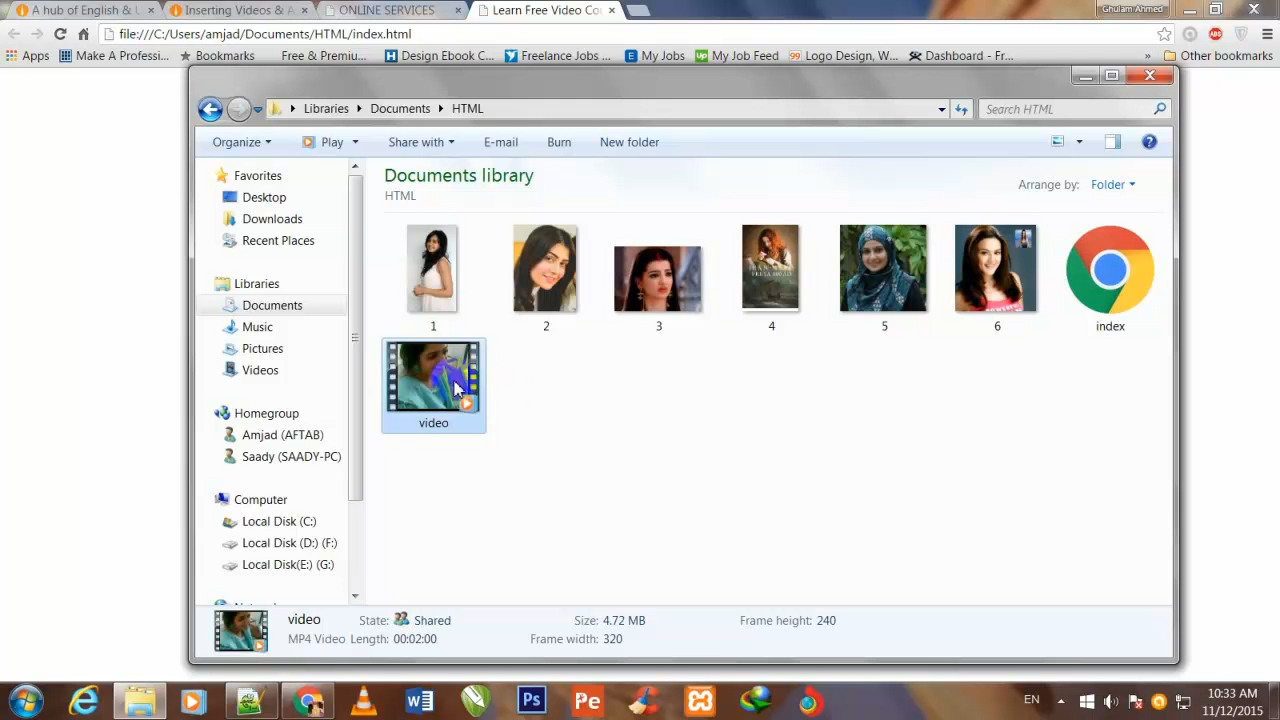 A hub of English & U
Inserting Videos & A
ONLINE SERVICES
Learn Free Video Co
Ghulam Ahmed
file:///C:/Users/amjad/Documents/HTML/index.html
ABP
Apps
Make A Professi...
Bookmarks
Free & Premiu...
Design Ebook C...
Freelance Jobs ...
My Jobs
My Job Feed
Logo Design, W...
Dashboard - Fr...
»
Other bookmarks
Libraries
Documents
HTML
Search HTML
Organize
Play
Share with
E-mail
Burn
New folder
Favorites
Desktop
Downloads
Recent Places
Libraries
Documents
Music
Pictures
Videos
Homegroup
Amjad (AFTAB)
Saady (SAADY-PC)
Computer
Local Disk (C:)
Local Disk (D:) (F:)
Local Disk(E:) (G:)
Documents library
HTML
Arrange by: Folder
1
2
3
4
5
6
index
video
video
State: Shared
Size: 4.72 MB
Frame height: 240
MP4 Video
Length: 00:02:00
Frame width: 320
W
Ps
Pe
EN
10:33 AM
11/12/2015